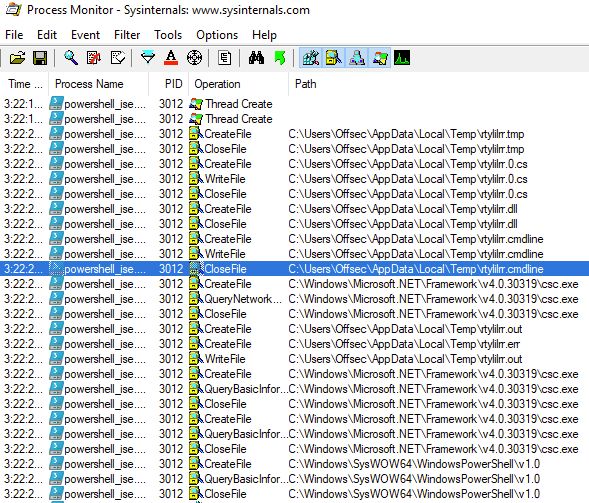 Process Monitor - Sysinternals: www.sysinternals.com
File Edit Event Filter Tools Options Help
Time ... Process Name PID Operation Path
3:22:1... powershell_ise.... 3012 Thread Create
3:22:1... powershell_ise.... 3012 Thread Create
3:22:2... powershell_ise.... 3012 CreateFile C:\Users\Offsec\AppData\Local\Temp\tylilrr.tmp
3:22:2... powershell_ise.... 3012 CloseFile C:\Users\Offsec\AppData\Local\Temp\tylilrr.tmp
3:22:2... powershell_ise.... 3012 CreateFile C:\Users\Offsec\AppData\Local\Temp\tylilrr.0.cs
3:22:2... powershell_ise.... 3012 WriteFile C:\Users\Offsec\AppData\Local\Temp\tylilrr.0.cs
3:22:2... powershell_ise.... 3012 CloseFile C:\Users\Offsec\AppData\Local\Temp\tylilrr.0.cs
3:22:2... powershell_ise.... 3012 CreateFile C:\Users\Offsec\AppData\Local\Temp\tylilrr.dll
3:22:2... powershell_ise.... 3012 CloseFile C:\Users\Offsec\AppData\Local\Temp\tylilrr.dll
3:22:2... powershell_ise.... 3012 CreateFile C:\Users\Offsec\AppData\Local\Temp\tylilrr.cmdline
3:22:2... powershell_ise.... 3012 WriteFile C:\Users\Offsec\AppData\Local\Temp\tylilrr.cmdline
3:22:2... powershell_ise.... 3012 CloseFile C:\Users\Offsec\AppData\Local\Temp\tylilrr.cmdline
3:22:2... powershell_ise.... 3012 CreateFile C:\Windows\Microsoft.NET\Framework\v4.0.30319\csc.exe
3:22:2... powershell_ise.... 3012 QueryNetwork ... C:\Windows\Microsoft.NET\Framework\v4.0.30319\csc.exe
3:22:2... powershell_ise.... 3012 CloseFile C:\Windows\Microsoft.NET\Framework\v4.0.30319\csc.exe
3:22:2... powershell_ise.... 3012 CreateFile C:\Users\Offsec\AppData\Local\Temp\tylilrr.out
3:22:2... powershell_ise.... 3012 CreateFile C:\Users\Offsec\AppData\Local\Temp\tylilrr.err
3:22:2... powershell_ise.... 3012 WriteFile C:\Users\Offsec\AppData\Local\Temp\tylilrr.out
3:22:2... powershell_ise.... 3012 CreateFile C:\Windows\Microsoft.NET\Framework\v4.0.30319\csc.exe
3:22:2... powershell_ise.... 3012 QueryBasicInfor... C:\Windows\Microsoft.NET\Framework\v4.0.30319\csc.exe
3:22:2... powershell_ise.... 3012 CloseFile C:\Windows\Microsoft.NET\Framework\v4.0.30319\csc.exe
3:22:2... powershell_ise.... 3012 CreateFile C:\Windows\Microsoft.NET\Framework\v4.0.30319\csc.exe
3:22:2... powershell_ise.... 3012 QueryBasicInfor... C:\Windows\Microsoft.NET\Framework\v4.0.30319\csc.exe
3:22:2... powershell_ise.... 3012 CloseFile C:\Windows\Microsoft.NET\Framework\v4.0.30319\csc.exe
3:22:2... powershell_ise.... 3012 CreateFile C:\Windows\SysWOW64\WindowsPowerShell\v1.0
3:22:2... powershell_ise.... 3012 QueryBasicInfor... C:\Windows\SysWOW64\WindowsPowerShell\v1.0
3:22:2... powershell_ise.... 3012 CloseFile C:\Windows\SysWOW64\WindowsPowerShell\v1.0